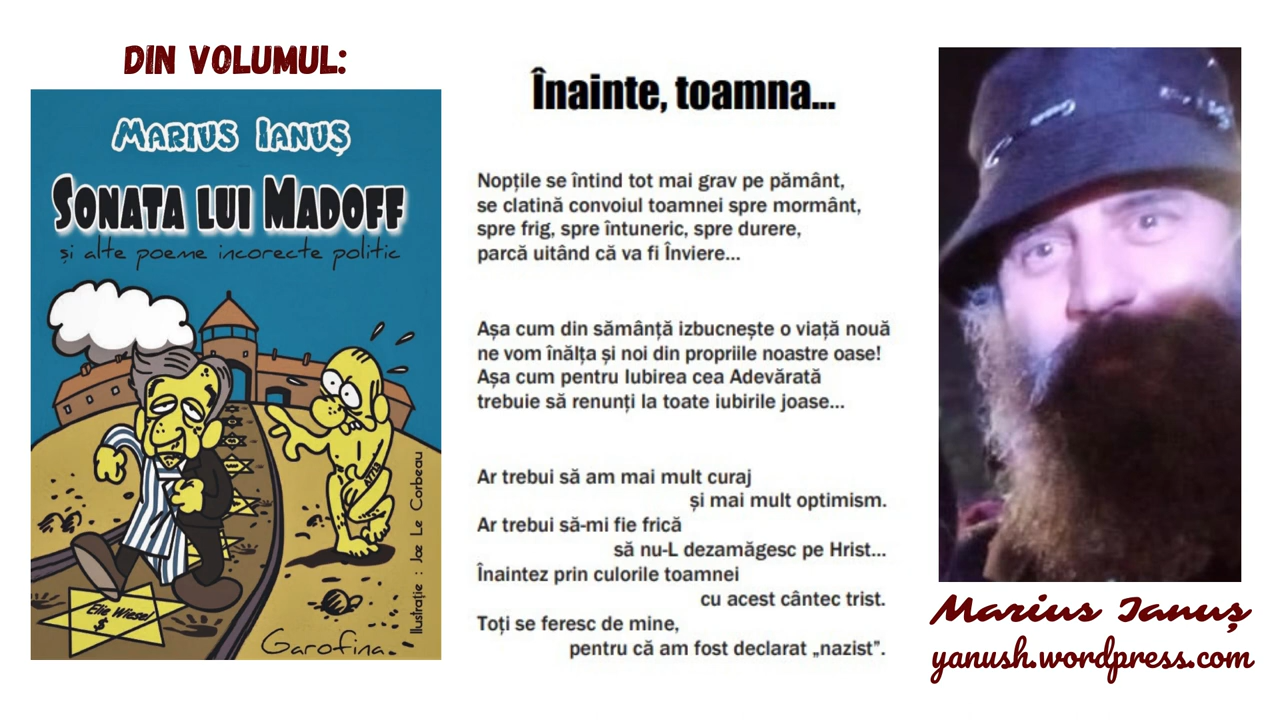 DIN VOLUMUL:
MARIUS IANUȘ
SONATA LUI MADOFF
și alte poeme incorecte politic
Elie Wiesel
$
Garofina
Ilustrație : Joe Le Corbeau
Înainte, toamna...
Nopțile se întind tot mai grav pe pământ,
se clatină convoiul toamnei spre mormânt,
spre frig, spre întuneric, spre durere,
parcă uitând că va fi Înviere...
Așa cum din sămânță izbucnește o viață nouă
ne vom înălța și noi din propriile noastre oase!
Așa cum pentru Iubirea cea Adevărată
trebuie să renunți la toate iubirile joase...
Ar trebui să am mai mult curaj
și mai mult optimism.
Ar trebui să-mi fie frică
să nu-L dezamăgesc pe Hrist...
Înaintez prin culorile toamnei
cu acest cântec trist.
Toți se feresc de mine,
pentru că am fost declarat „nazist”.
Marius Ianuș
yanush.wordpress.com